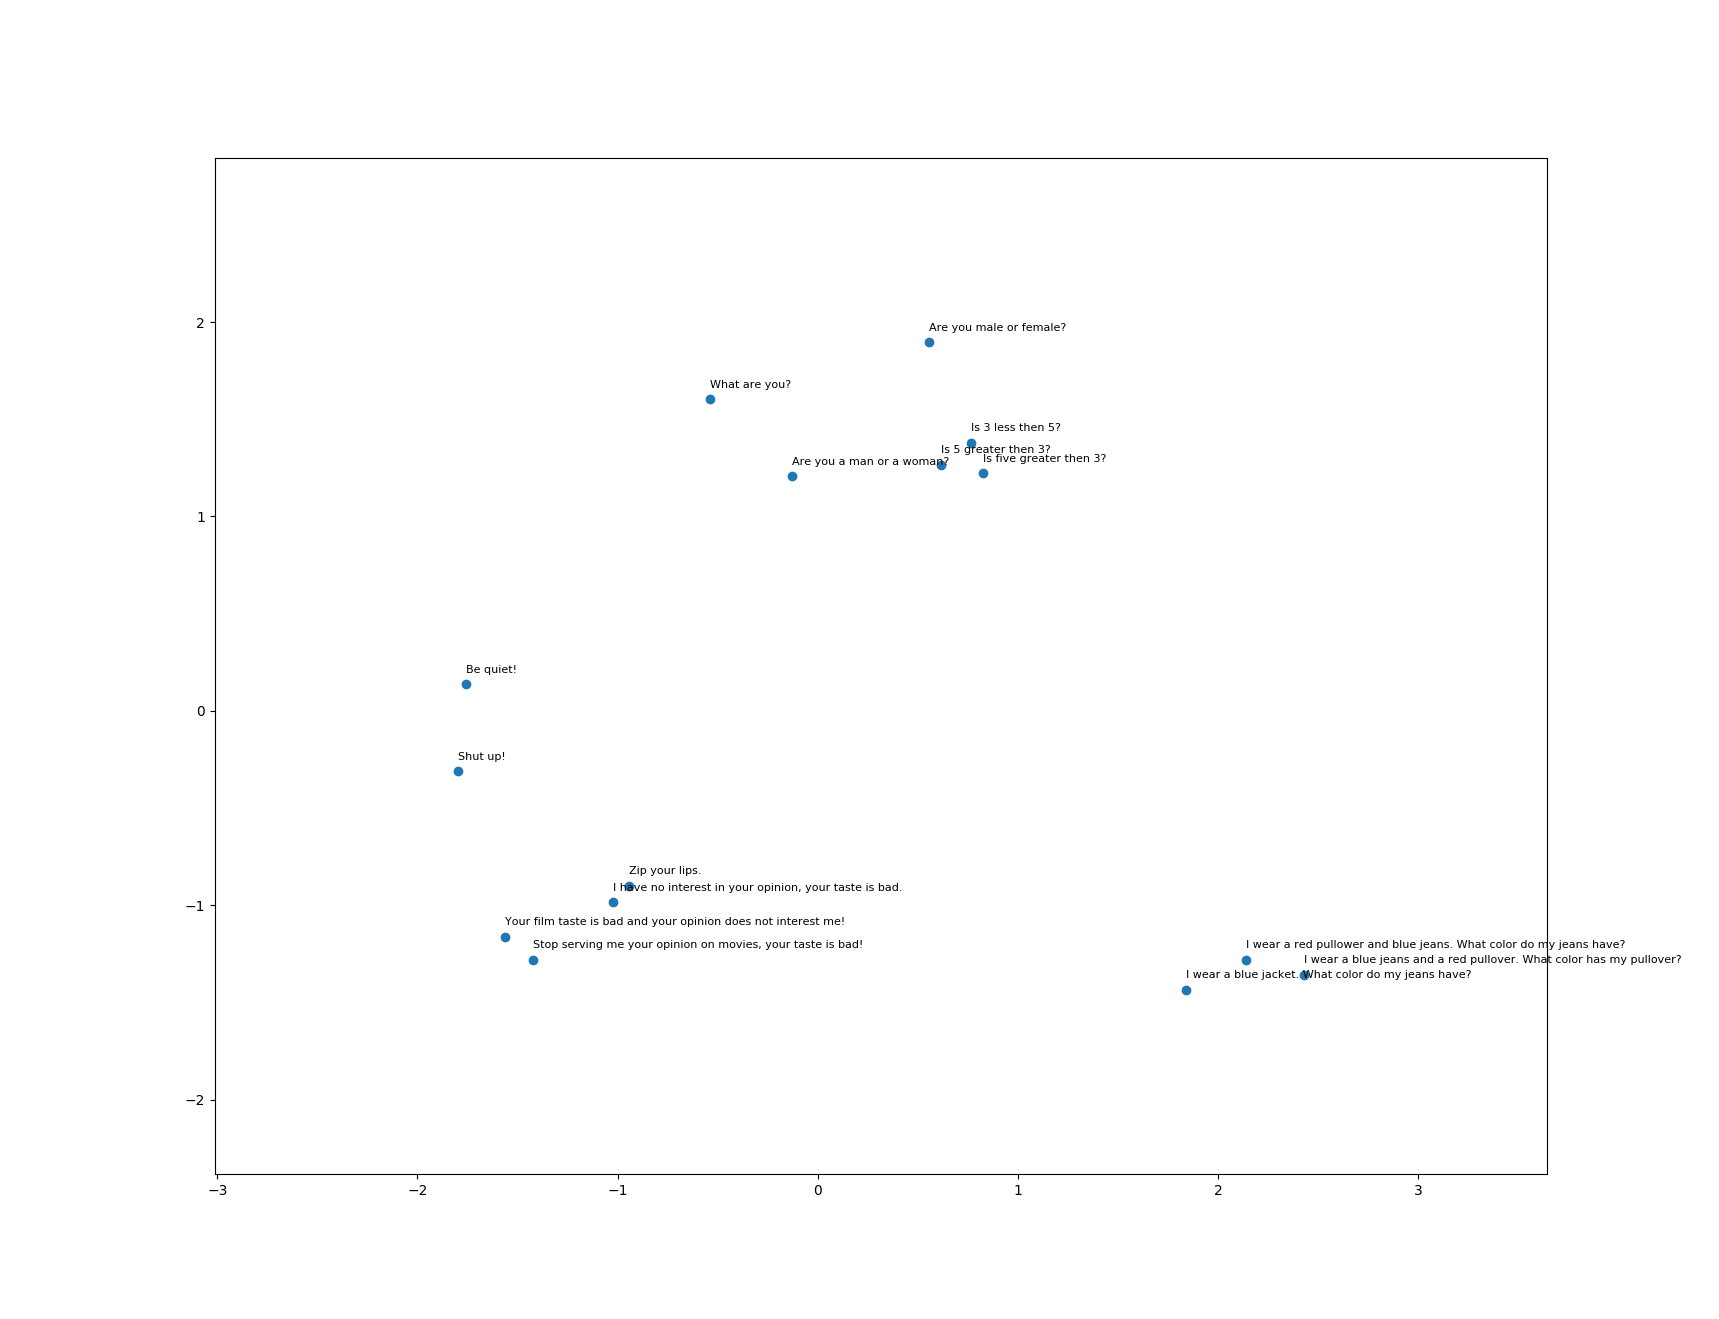 Are you male or female?
2
What are you?
Is 3 less then 5?
Is 5 greater then 3?
Is five greater then 3?
Are you a man or a woman?
1
Be quiet!
0
Shut up!
Zip your lips.
I have no interest in your opinion, your taste is bad.
−1
Your film taste is bad and your opinion does not interest me!
Stop serving me your opinion on movies, your taste is bad!
I wear a red pullower and blue jeans. What color do my jeans have?
I wear a blue jeans and a red pullover. What color has my pullover?
I wear a blue jacket. What color do my jeans have?
−2
−3 −2 −1 0 1 2 3